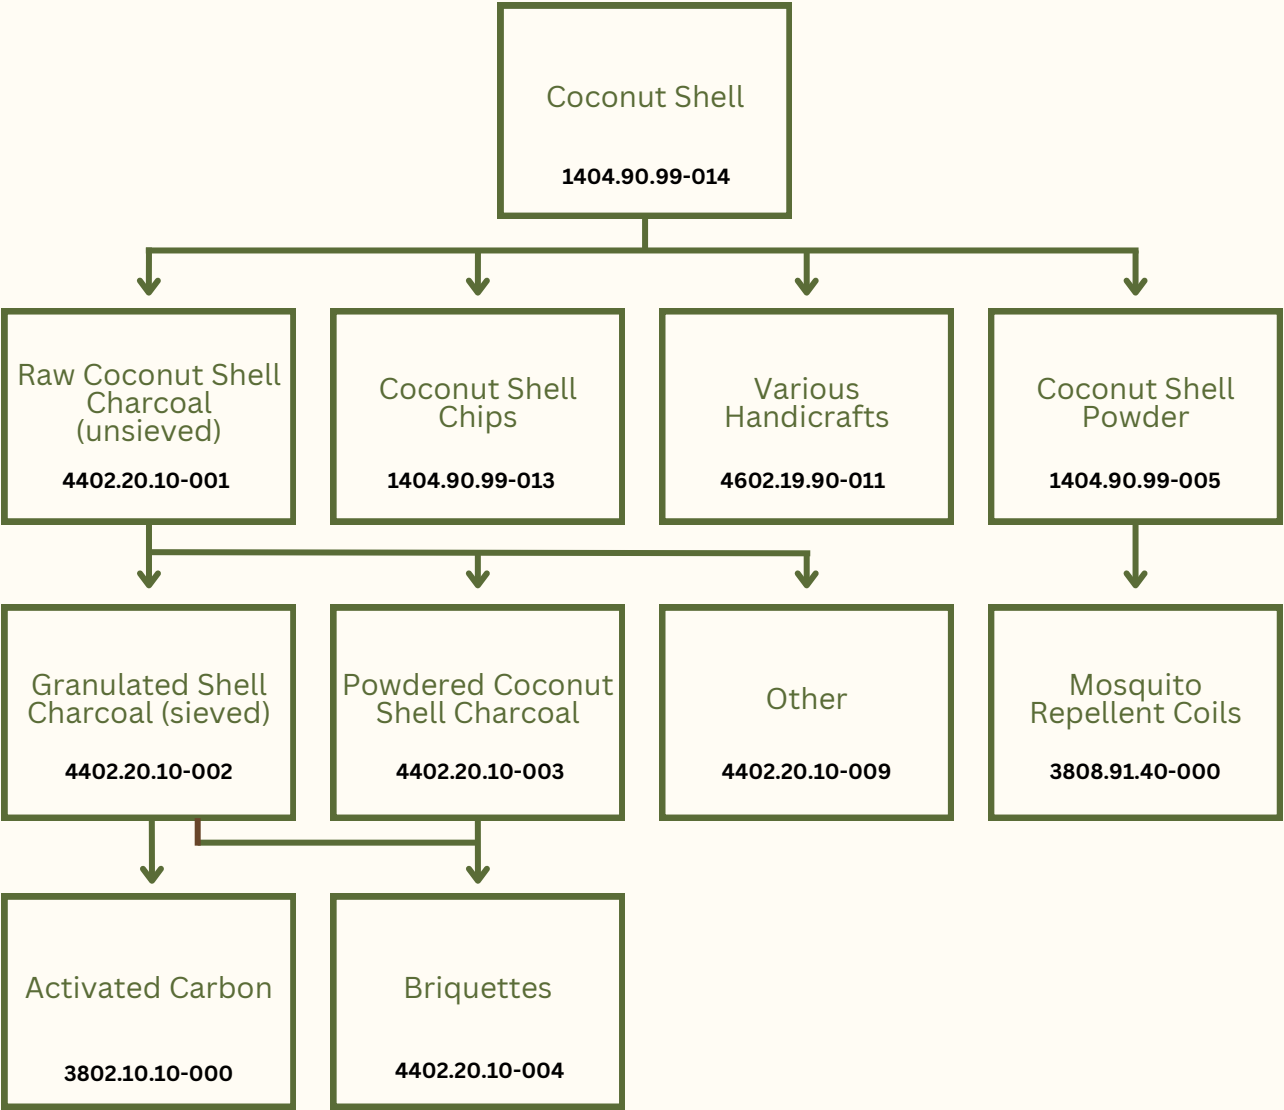 Coconut Shell
1404.90.99-014
Raw Coconut Shell
Charcoal
(unsieved)
4402.20.10-001
Coconut Shell
Chips
1404.90.99-013
Various
Handicrafts
4602.19.90-011
Coconut Shell
Powder
1404.90.99-005
Granulated Shell
Charcoal (sieved)
4402.20.10-002
Powdered Coconut
Shell Charcoal
4402.20.10-003
Other
4402.20.10-009
Mosquito
Repellent Coils
3808.91.40-000
Activated Carbon
3802.10.10-000
Briquettes
4402.20.10-004